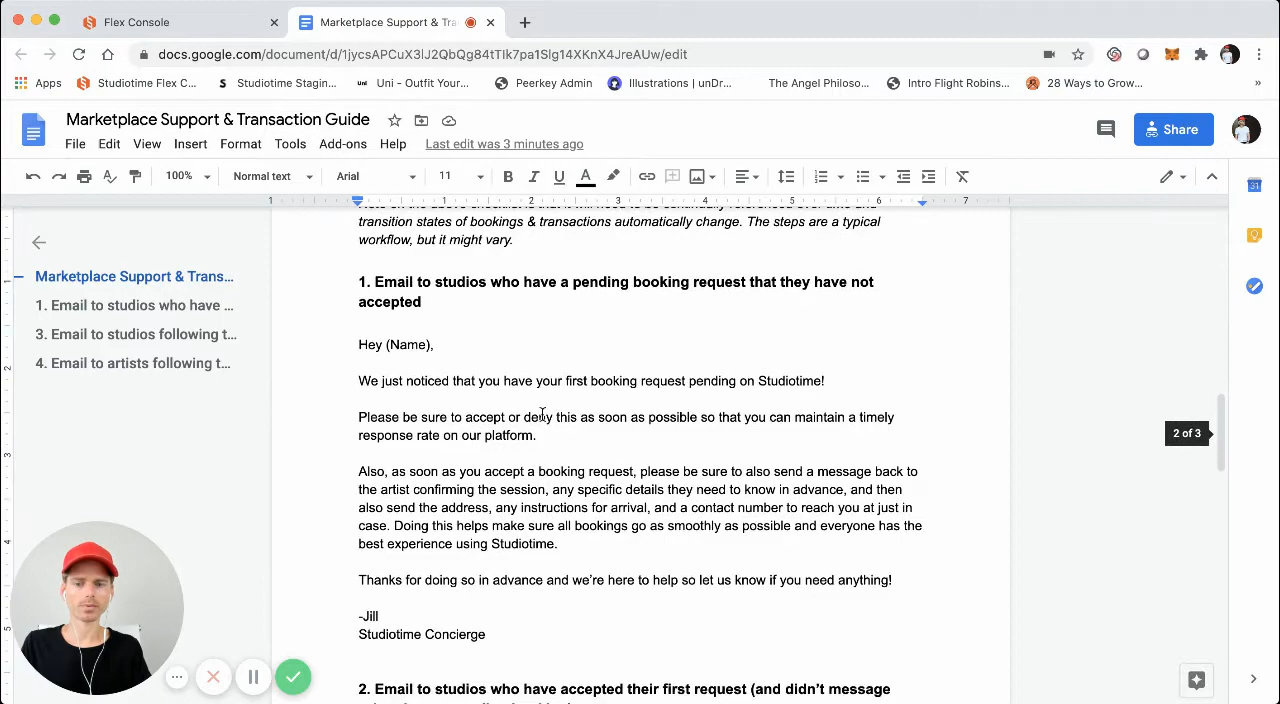 Flex Console
Marketplace Support & Tra
docs.google.com/document/d/1jycsAPCuX3lJ2QbQq84tTIk7pa1Slg14XKnX4JreAUw/edit
Apps
Studiotime Flex C...
Studiotime Stagin...
Uni - Outfit Your...
Peerkey Admin
Illustrations | unDr...
The Angel Philoso...
Intro Flight Robins...
28 Ways to Grow...
»
Marketplace Support & Transaction Guide
File Edit View Insert Format Tools Add-ons Help Last edit was 3 minutes ago
Share
100% Normal text Arial 11
1 1 2 3 4 5 6 7
transition states of bookings & transactions automatically change. The steps are a typical
workflow, but it might vary.
Marketplace Support & Trans...
1. Email to studios who have ...
3. Email to studios following t...
4. Email to artists following t...
1. Email to studios who have a pending booking request that they have not
accepted
Hey (Name),
We just noticed that you have your first booking request pending on Studiotime!
Please be sure to accept or deny this as soon as possible so that you can maintain a timely
response rate on our platform.
2 of 3
Also, as soon as you accept a booking request, please be sure to also send a message back to
the artist confirming the session, any specific details they need to know in advance, and then
also send the address, any instructions for arrival, and a contact number to reach you at just in
case. Doing this helps make sure all bookings go as smoothly as possible and everyone has the
best experience using Studiotime.
Thanks for doing so in advance and we're here to help so let us know if you need anything!
-Jill
Studiotime Concierge
2. Email to studios who have accepted their first request (and didn't message